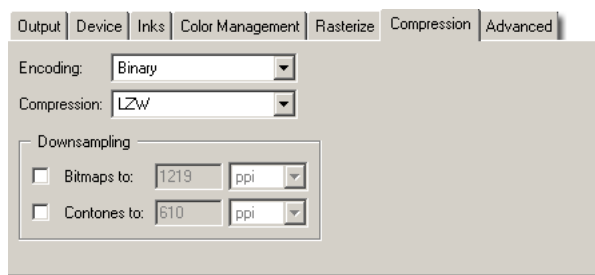 Output Device Inks Color Management Rasterize Compression Advanced
Encoding: Binary
Compression: LZW
Downsampling
Bitmaps to: 1219 ppi
Contones to: 610 ppi